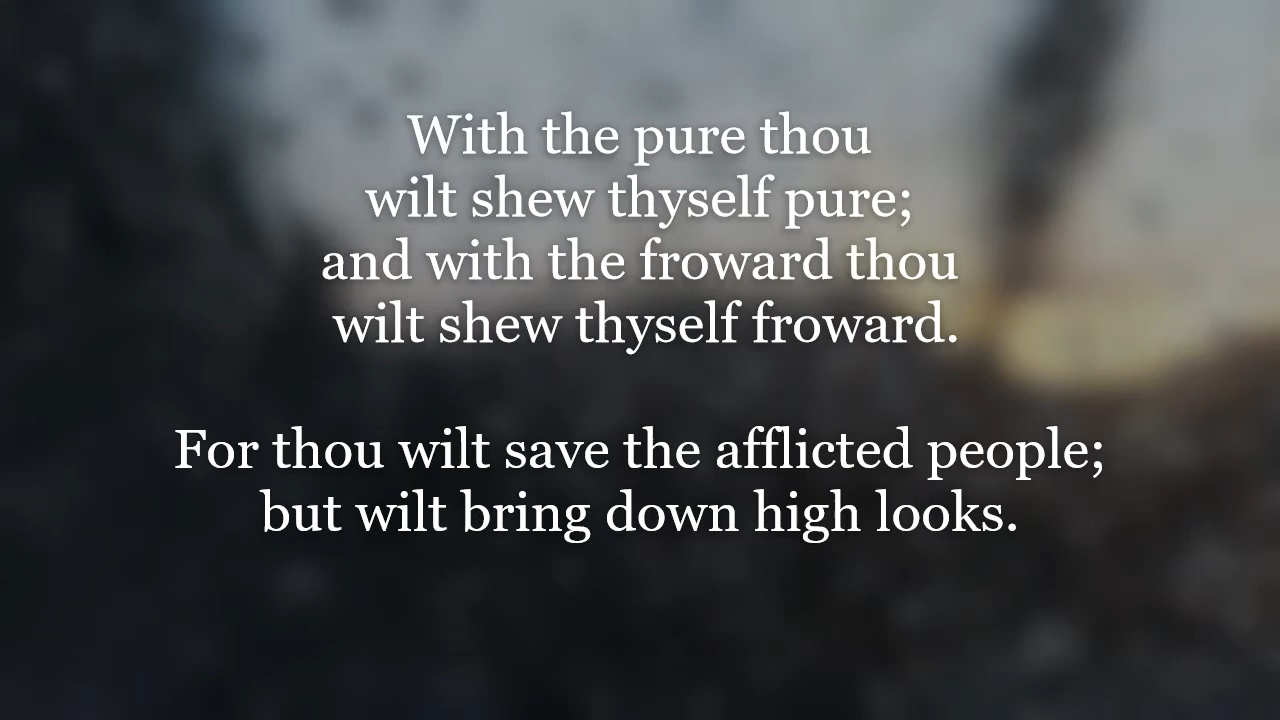 With the pure thou
wilt shew thyself pure;
and with the froward thou
wilt shew thyself froward.
For thou wilt save the afflicted people;
but wilt bring down high looks.